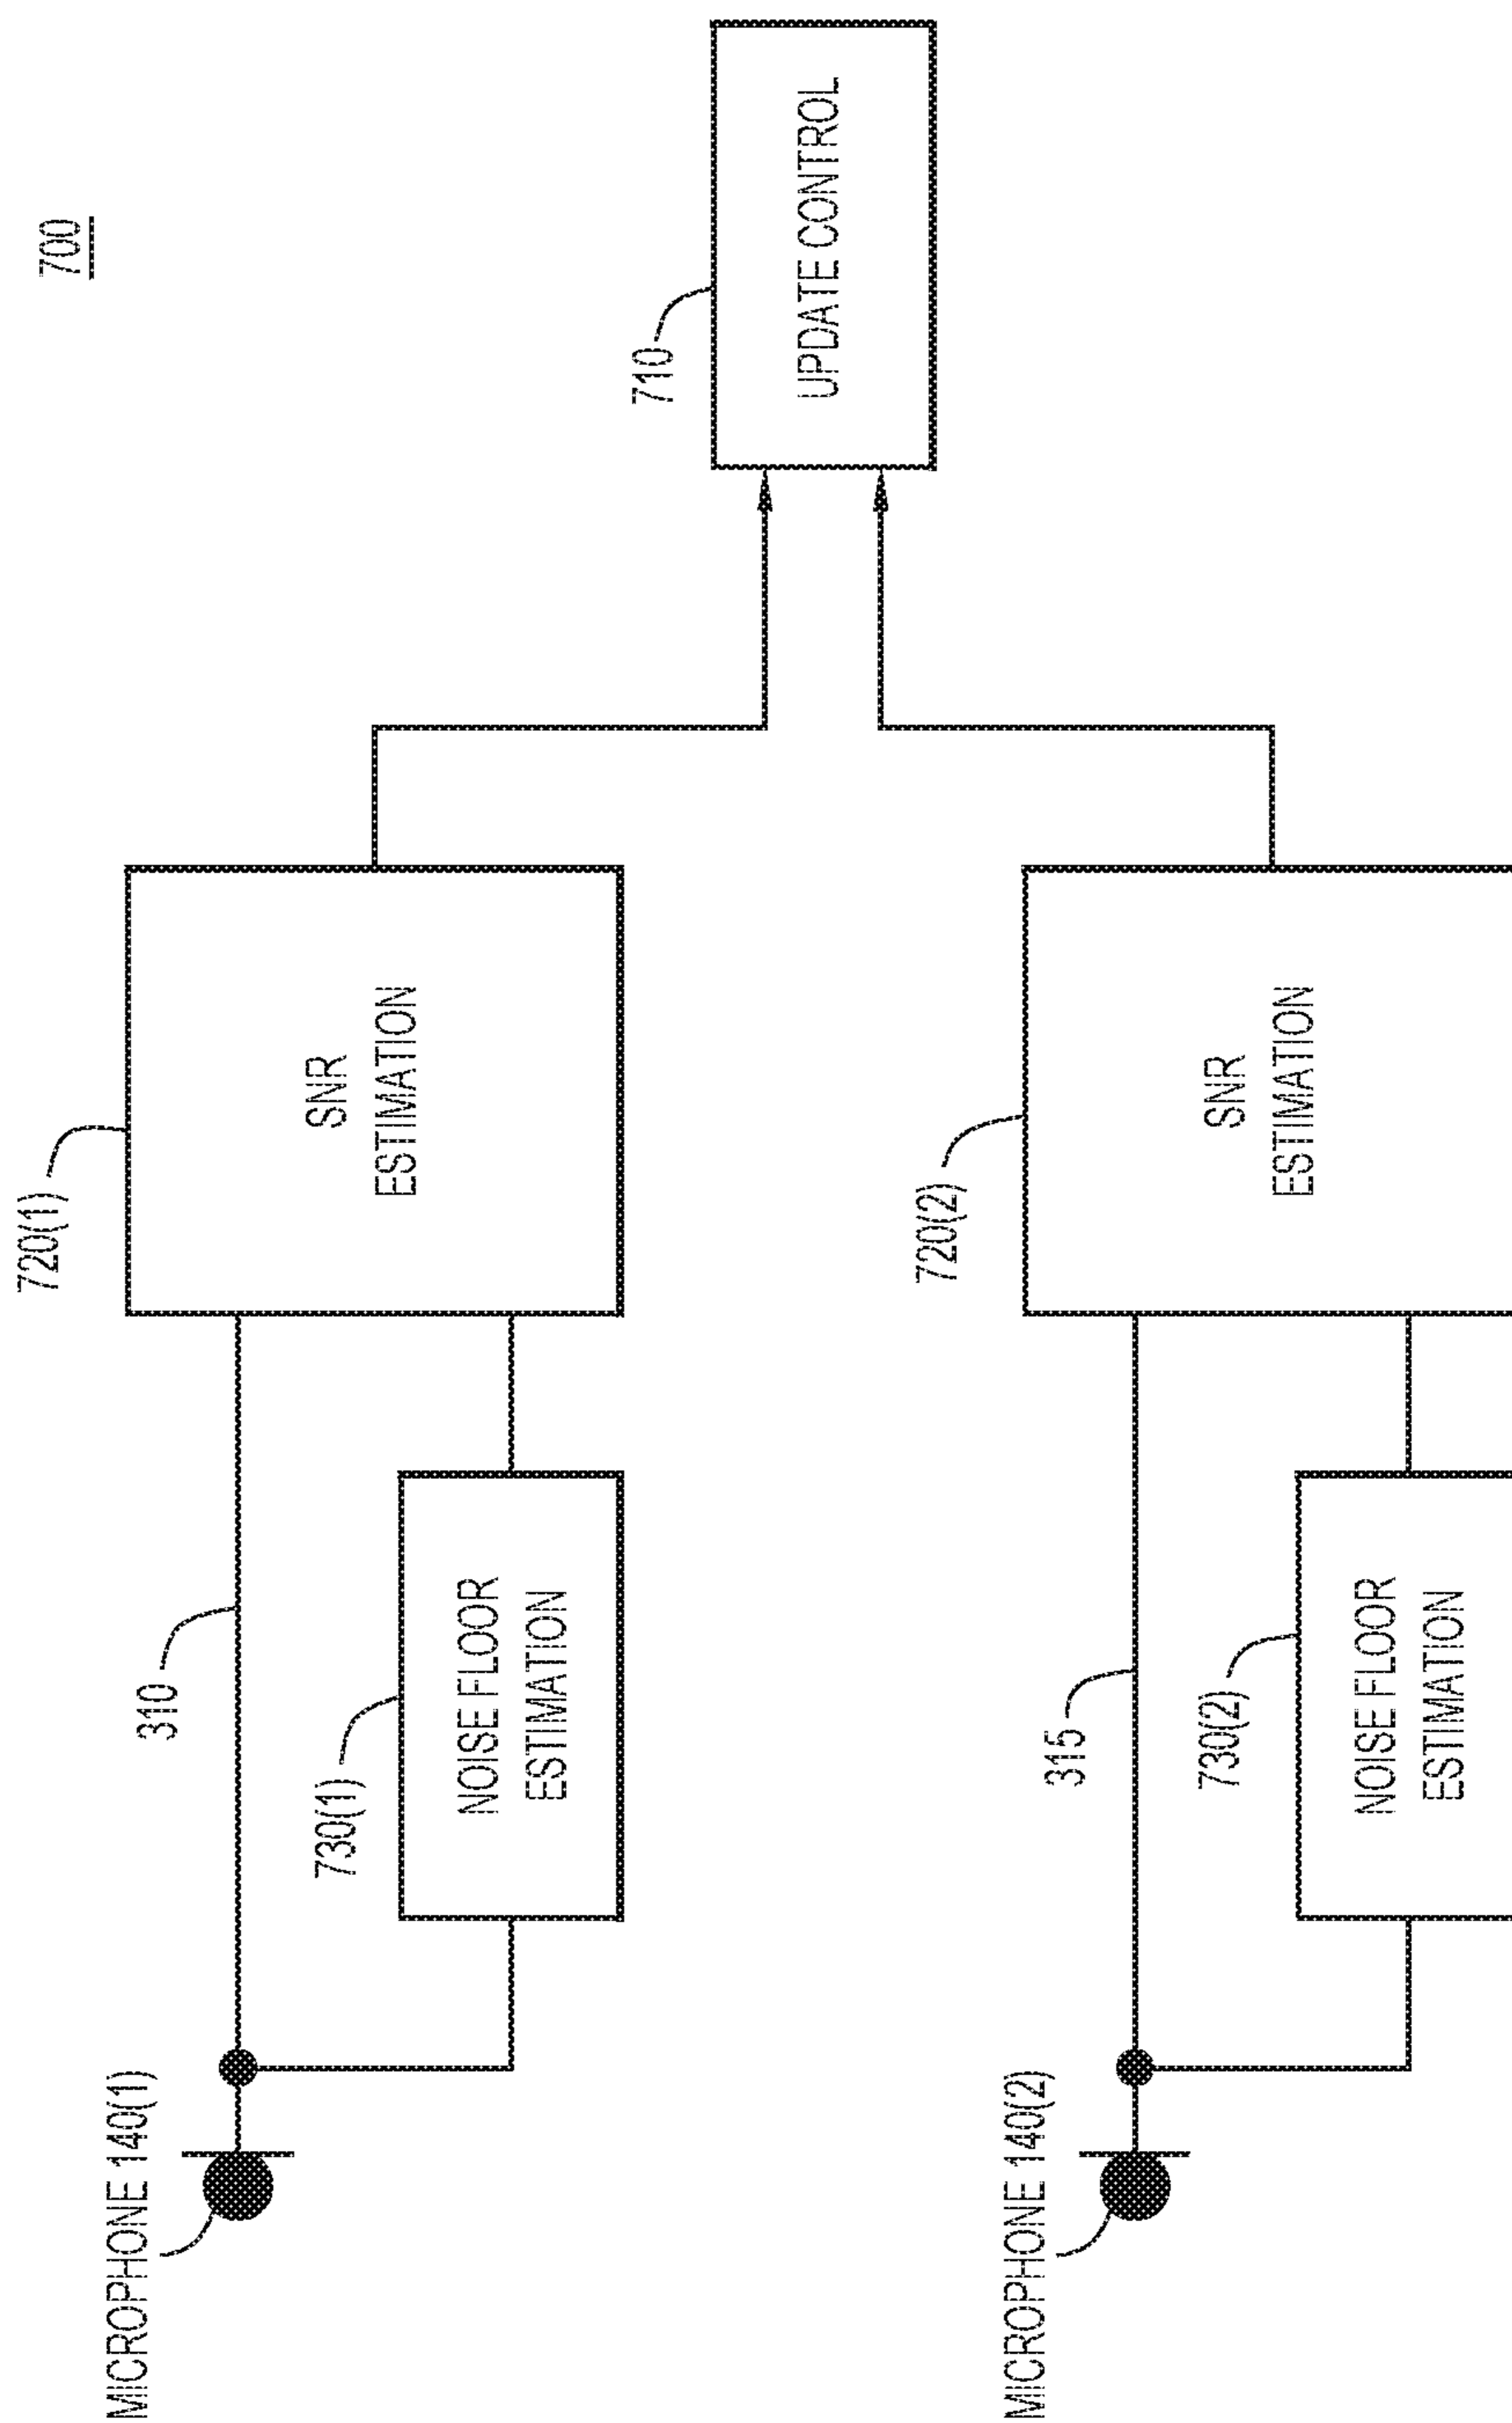 700
MICROPHONE 140(1)
310
730(1)
NOISE FLOOR
ESTIMATION
720(1)
SNR
ESTIMATION
710
UPDATE CONTROL
MICROPHONE 140(2)
315
730(2)
NOISE FLOOR
ESTIMATION
720(2)
SNR
ESTIMATION